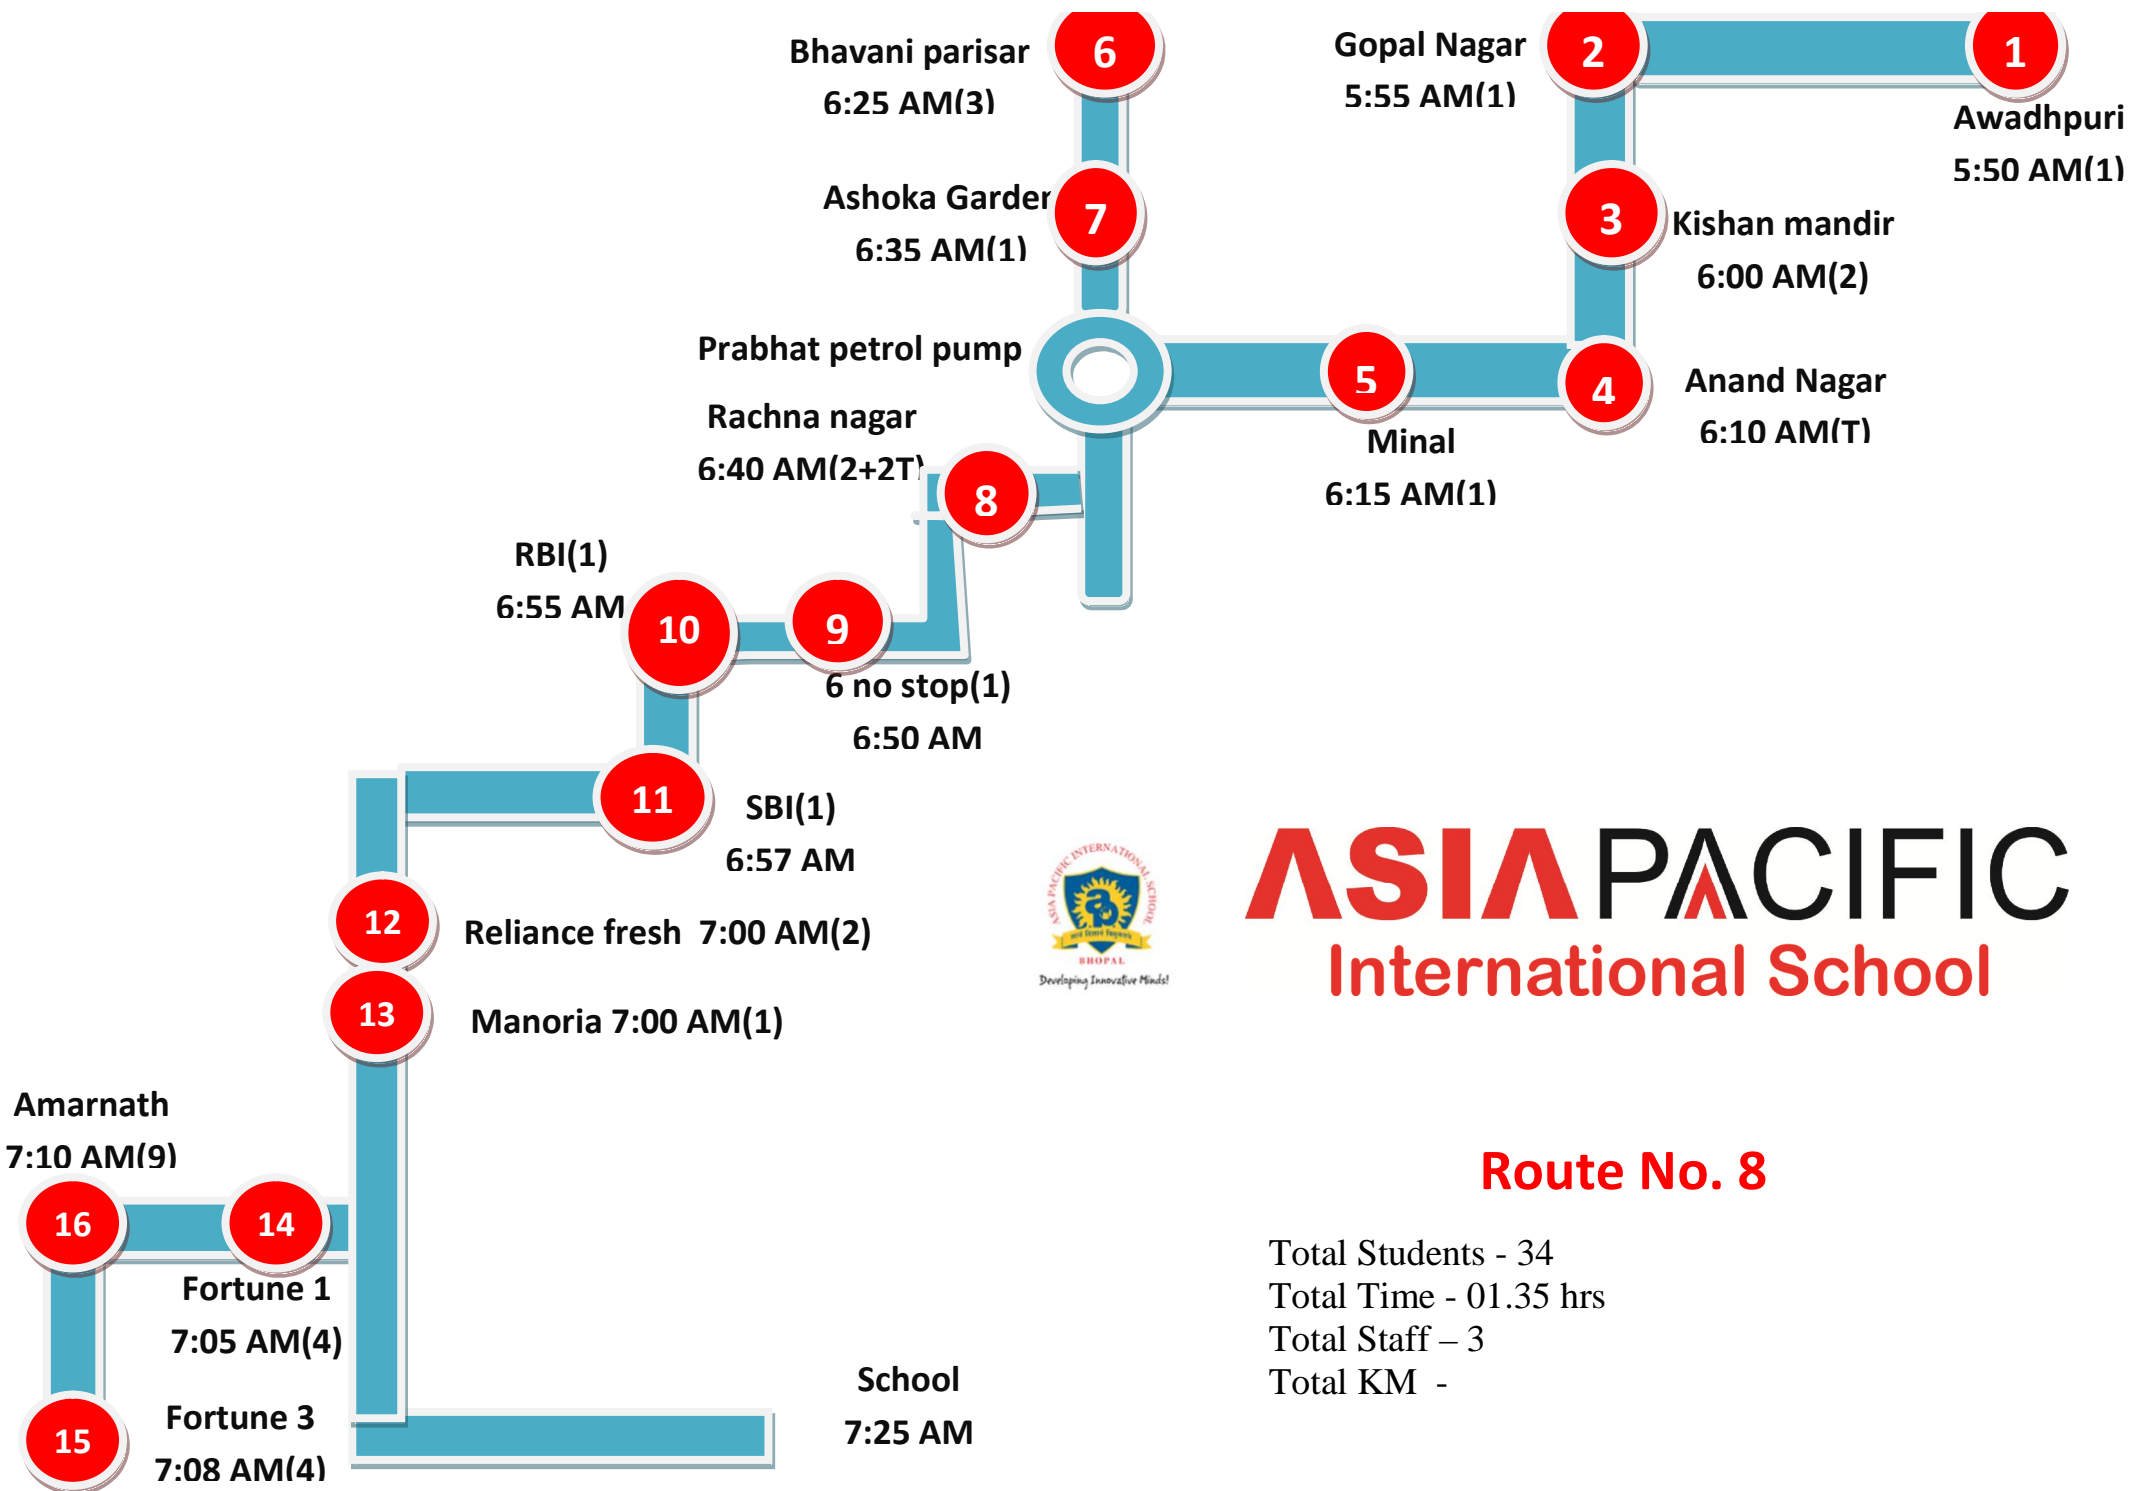 Bhavani parisar
6:25 AM(3)
6
Gopal Nagar
5:55 AM(1)
2
1
Awadhpuri
5:50 AM(1)
Ashoka Garden
6:35 AM(1)
7
3
Kishan mandir
6:00 AM(2)
Prabhat petrol pump
5
4
Anand Nagar
6:10 AM(T)
Minal
6:15 AM(1)
Rachna nagar
6:40 AM(2+2T)
8
RBI(1)
6:55 AM
10
9
6 no stop(1)
6:50 AM
11
SBI(1)
6:57 AM
12
Reliance fresh 7:00 AM(2)
13
Manoria 7:00 AM(1)
ASIA PACIFIC INTERNATIONAL SCHOOL
BHOPAL
Developing Innovative Minds!
ASIA PACIFIC
International School
Amarnath
7:10 AM(9)
16
14
Fortune 1
7:05 AM(4)
15
Fortune 3
7:08 AM(4)
School
7:25 AM
Route No. 8
Total Students - 34
Total Time - 01.35 hrs
Total Staff – 3
Total KM -